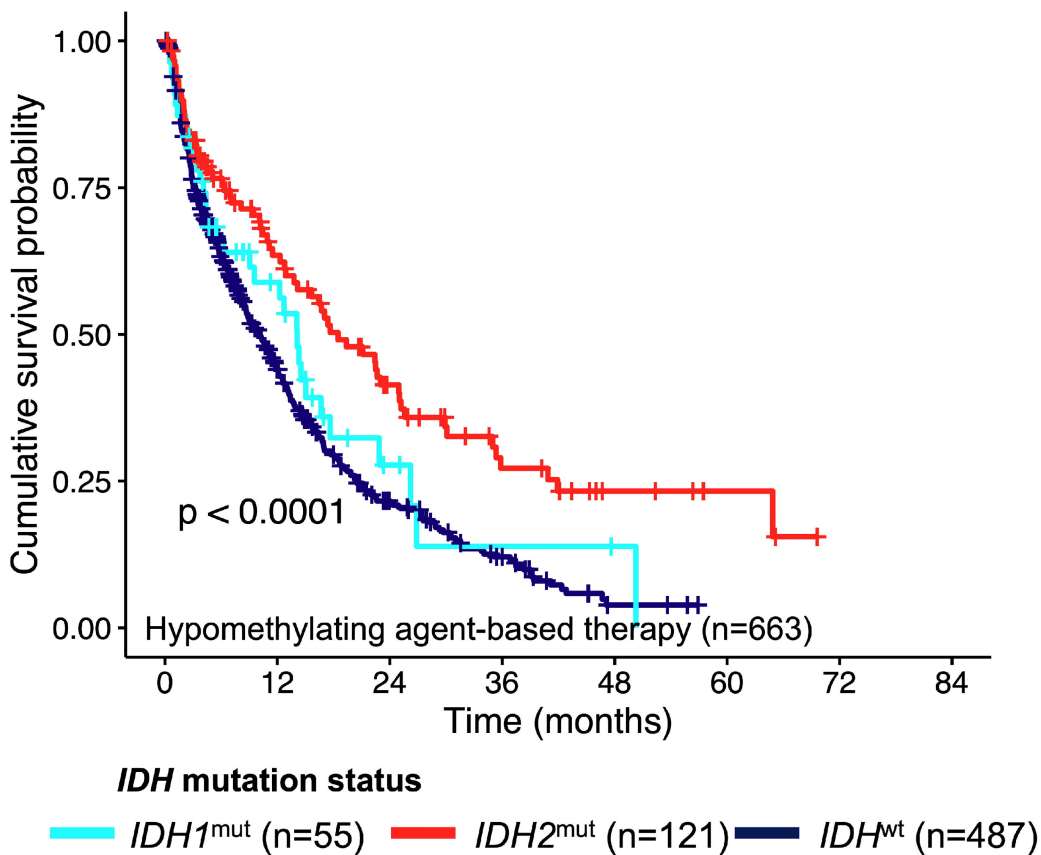 Cumulative survival probability
1.00
0.75
0.50
0.25
0.00
p < 0.0001
Hypomethylating agent-based therapy (n=663)
0 12 24 36 48 60 72 84
Time (months)
IDH mutation status
IDH1mut (n=55) IDH2mut (n=121) IDHwt (n=487)